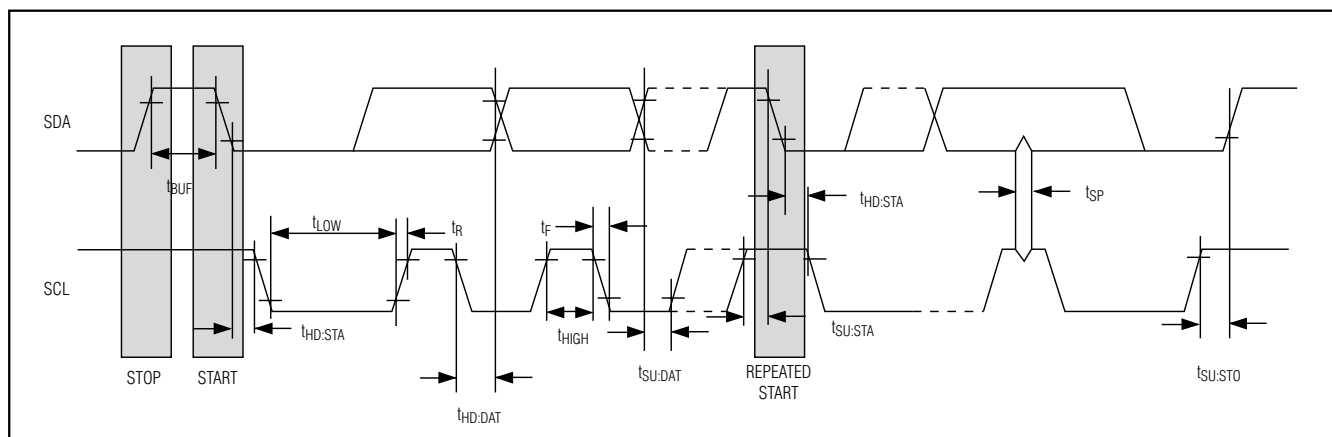 SDA
tBUF
tLOW
tR
tF
tHD:STA
tSP
SCL
tHD:STA
tHIGH
tSU:STA
tSU:DAT
tSU:STO
STOP
START
REPEATED
START
tHD:DAT